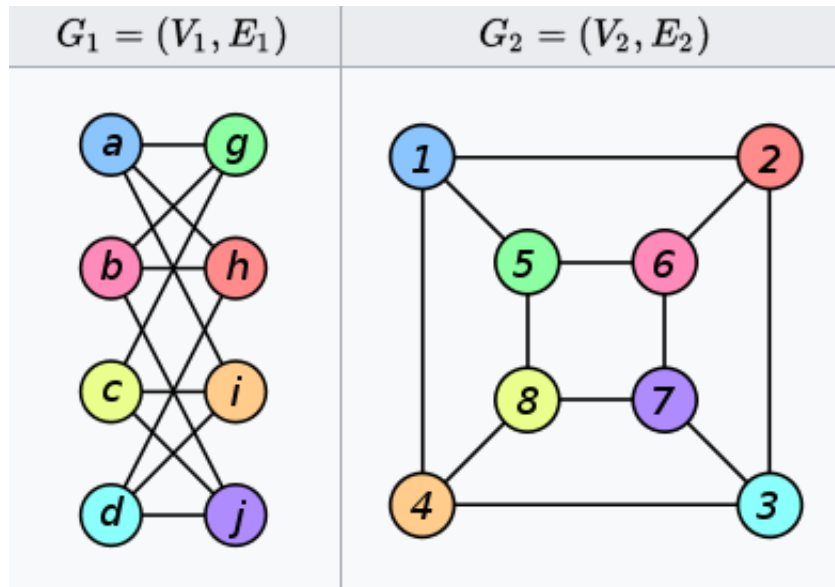 G₁ = (V₁, E₁)
G₂ = (V₂, E₂)
a g
b h
c i
d j
1 2
5 6
8 7
4 3